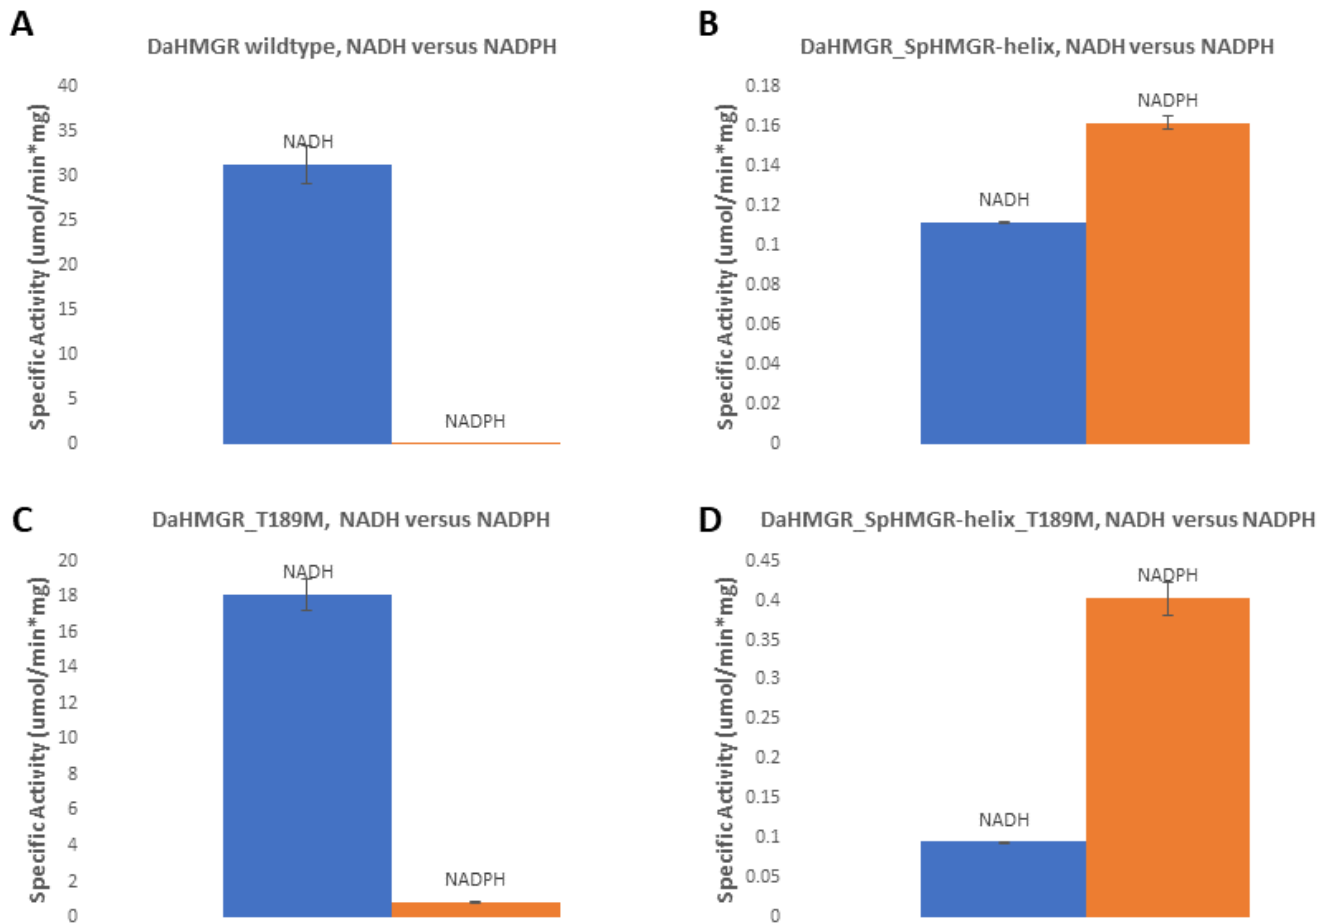 A
DaHMGR wildtype, NADH versus NADPH
Specific Activity (umol/min*mg)
40
35
30
25
20
15
10
5
0
NADH
NADPH
B
DaHMGR_SpHMGR-helix, NADH versus NADPH
Specific Activity (umol/min*mg)
0.18
0.16
0.14
0.12
0.1
0.08
0.06
0.04
0.02
0
NADH
NADPH
C
DaHMGR_T189M, NADH versus NADPH
Specific Activity (umol/min*mg)
20
18
16
14
12
10
8
6
4
2
0
NADH
NADPH
D
DaHMGR_SpHMGR-helix_T189M, NADH versus NADPH
Specific Activity (umol/min*mg)
0.45
0.4
0.35
0.3
0.25
0.2
0.15
0.1
0.05
0
NADH
NADPH